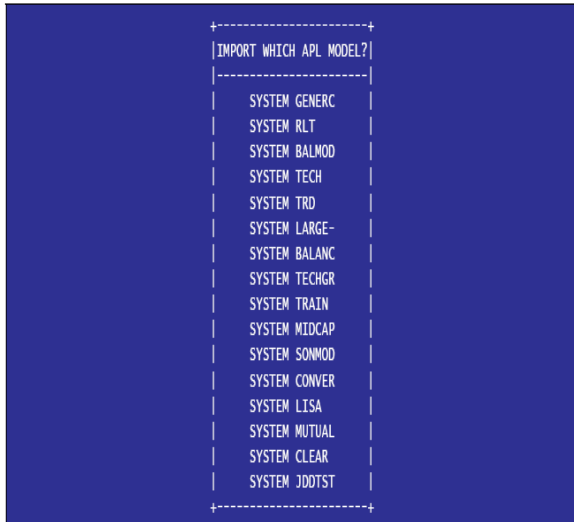 +-----------------------+
|IMPORT WHICH APL MODEL?|
|-----------------------|
| SYSTEM GENERC |
| SYSTEM RLT |
| SYSTEM BALMOD |
| SYSTEM TECH |
| SYSTEM TRD |
| SYSTEM LARGE- |
| SYSTEM BALANC |
| SYSTEM TECHGR |
| SYSTEM TRAIN |
| SYSTEM MIDCAP |
| SYSTEM SONMOD |
| SYSTEM CONVER |
| SYSTEM LISA |
| SYSTEM MUTUAL |
| SYSTEM CLEAR |
| SYSTEM JDDTST |
+-----------------------+